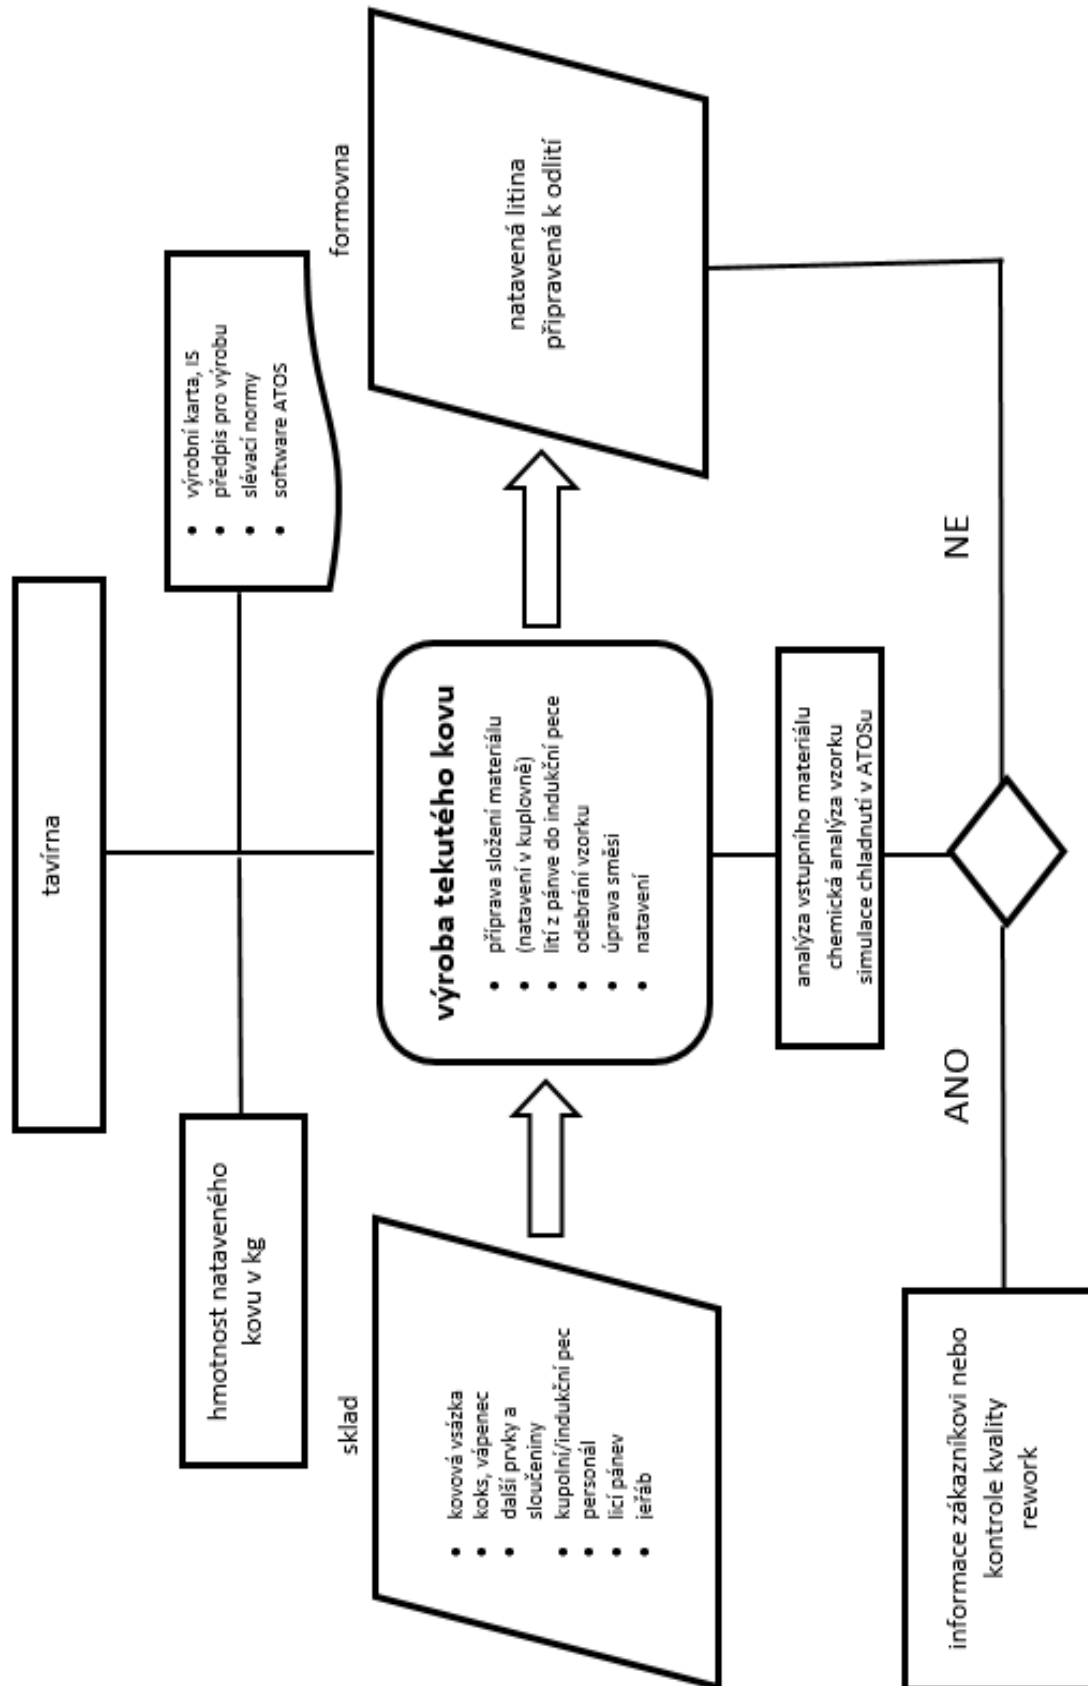 tavírna
hmotnost nataveného
kovu v kg
• výrobní karta, IS
• předpis pro výrobu
• slévací normy
• software ATOS
sklad
• kovová vsázka
• koks, vápenec
• další prvky a
sloučeniny
• kupolní/indukční pec
• personál
• licí pánev
• jeřáb
výroba tekutého kovu
• příprava složení materiálu
• (natavení v kuplovně)
• lití z pánve do indukční pece
• odebrání vzorku
• úprava směsi
• natavení
formovna
natavená litina
připravená k odlití
analýza vstupního materiálu
chemická analýza vzorku
simulace chladnutí v ATOSu
ANO
NE
informace zákazníkovi nebo
kontrole kvality
rework